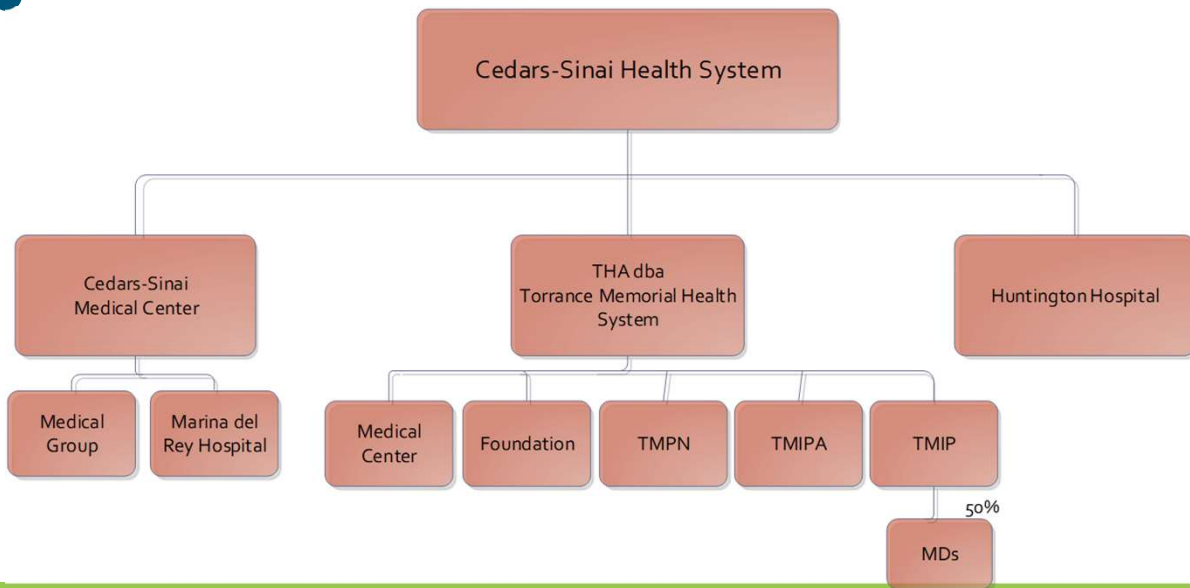 Cedars-Sinai Health System
Cedars-Sinai
Medical Center
THA dba
Torrance Memorial Health
System
Huntington Hospital
Medical
Group
Marina del
Rey Hospital
Medical
Center
Foundation
TMPN
TMIPA
TMIP
50%
MDs